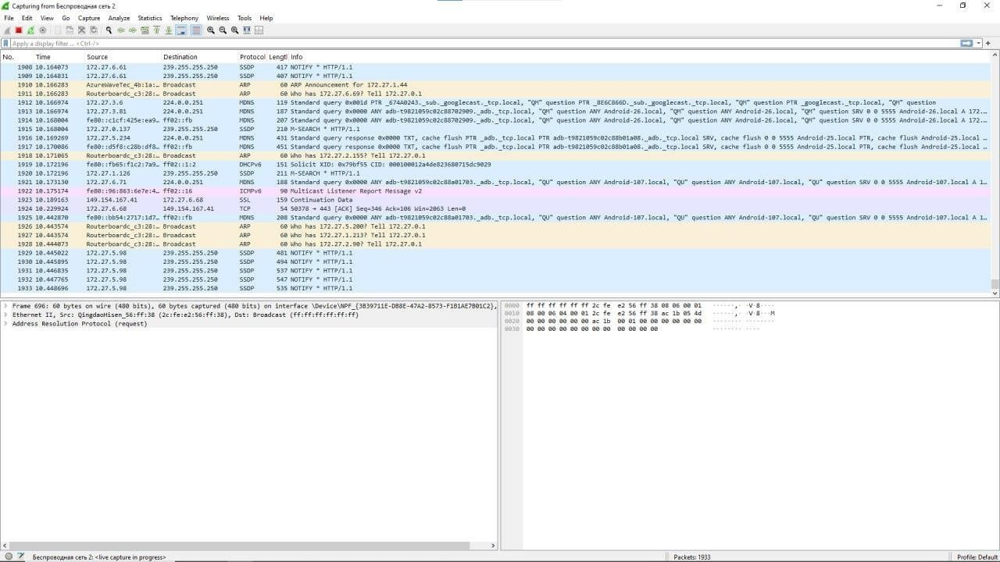 Capturing from Беспроводная сеть 2
File Edit View Go Capture Analyze Statistics Telephony Wireless Tools Help
Apply a display filter ... <Ctrl-/>
No. Time Source Destination Protocol Lengtl Info
1908 10.164073 172.27.6.61 239.255.255.250 SSDP 417 NOTIFY * HTTP/1.1
1909 10.164831 172.27.6.61 239.255.255.250 SSDP 407 NOTIFY * HTTP/1.1
1910 10.166283 AzureWaveTec_4b:1a:… Broadcast ARP 60 ARP Announcement for 172.27.1.44
1911 10.166283 Routerboardc_c3:28:… Broadcast ARP 60 Who has 172.27.6.69? Tell 172.27.0.1
1912 10.166974 172.27.3.6 224.0.0.251 MDNS 119 Standard query 0x001d PTR _674A0243._sub._googlecast._tcp.local, "QM" question PTR _8E6C866D._sub._googlecast._tcp.local, "QM" question PTR _googlecast._tcp.local, "QM" question
1913 10.166974 172.27.3.81 224.0.0.251 MDNS 187 Standard query 0x0000 ANY adb-t9821059c02c88702909._adb._tcp.local, "QM" question ANY Android-26.local, "QM" question SRV 0 0 5555 Android-26.local A 172.…
1914 10.168004 fe80::c1cf:425e:ea9… ff02::fb MDNS 207 Standard query 0x0000 ANY adb-t9821059c02c88702909._adb._tcp.local, "QM" question ANY Android-26.local, "QM" question SRV 0 0 5555 Android-26.local A 172.…
1915 10.168004 172.27.0.137 239.255.255.250 SSDP 210 M-SEARCH * HTTP/1.1
1916 10.169269 172.27.5.234 224.0.0.251 MDNS 431 Standard query response 0x0000 TXT, cache flush PTR _adb._tcp.local PTR adb-t9821059c02c88b01a08._adb._tcp.local SRV, cache flush 0 0 5555 Android-25.local PTR, cache flush Android-25.local …
1917 10.170086 fe80::d5f8:c28b:df8… ff02::fb MDNS 451 Standard query response 0x0000 TXT, cache flush PTR _adb._tcp.local PTR adb-t9821059c02c88b01a08._adb._tcp.local SRV, cache flush 0 0 5555 Android-25.local PTR, cache flush Android-25.local …
1918 10.171065 Routerboardc_c3:28:… Broadcast ARP 60 Who has 172.27.2.155? Tell 172.27.0.1
1919 10.172196 fe80::fb65:f1c2:7a9… ff02::1:2 DHCPv6 151 Solicit XID: 0x79bf55 CID: 000100012a4de823680715dc9029
1920 10.172196 172.27.1.126 239.255.255.250 SSDP 211 M-SEARCH * HTTP/1.1
1921 10.173130 172.27.6.71 224.0.0.251 MDNS 188 Standard query 0x0000 ANY adb-t9821059c02c88a01703._adb._tcp.local, "QU" question ANY Android-107.local, "QU" question ANY Android-107.local, "QU" question SRV 0 0 5555 Android-107.local A 1…
1922 10.175174 fe80::96:863:6e7e:4… ff02::16 ICMPv6 90 Multicast Listener Report Message v2
1923 10.189163 149.154.167.41 172.27.6.68 SSL 159 Continuation Data
1924 10.229924 172.27.6.68 149.154.167.41 TCP 54 50378 → 443 [ACK] Seq=346 Ack=106 Win=2063 Len=0
1925 10.442870 fe80::bb54:2717:1d7… ff02::fb MDNS 208 Standard query 0x0000 ANY adb-t9821059c02c88a01703._adb._tcp.local, "QU" question ANY Android-107.local, "QU" question ANY Android-107.local, "QU" question SRV 0 0 5555 Android-107.local A 1…
1926 10.443574 Routerboardc_c3:28:… Broadcast ARP 60 Who has 172.27.5.200? Tell 172.27.0.1
1927 10.443574 Routerboardc_c3:28:… Broadcast ARP 60 Who has 172.27.1.213? Tell 172.27.0.1
1928 10.444073 Routerboardc_c3:28:… Broadcast ARP 60 Who has 172.27.2.90? Tell 172.27.0.1
1929 10.445022 172.27.5.98 239.255.255.250 SSDP 481 NOTIFY * HTTP/1.1
1930 10.445895 172.27.5.98 239.255.255.250 SSDP 494 NOTIFY * HTTP/1.1
1931 10.446835 172.27.5.98 239.255.255.250 SSDP 537 NOTIFY * HTTP/1.1
1932 10.447765 172.27.5.98 239.255.255.250 SSDP 547 NOTIFY * HTTP/1.1
1933 10.448696 172.27.5.98 239.255.255.250 SSDP 535 NOTIFY * HTTP/1.1
Frame 696: 60 bytes on wire (480 bits), 60 bytes captured (480 bits) on interface \Device\NPF_{3B39711E-DB8E-47A2-8573-F1B1AE7B01C2},
Ethernet II, Src: QingdaoHisen_56:ff:38 (2c:fe:e2:56:ff:38), Dst: Broadcast (ff:ff:ff:ff:ff:ff)
Address Resolution Protocol (request)
0000 ff ff ff ff ff ff 2c fe e2 56 ff 38 08 06 00 01 ······,· ·V·8····
0010 08 00 06 04 00 01 2c fe e2 56 ff 38 ac 1b 05 4d ······,· ·V·8···M
0020 00 00 00 00 00 00 ac 1b 00 01 00 00 00 00 00 00 ········ ········
0030 00 00 00 00 00 00 00 00 00 00 00 00 ········ ····
Беспроводная сеть 2: <live capture in progress> Packets: 1933 Profile: Default